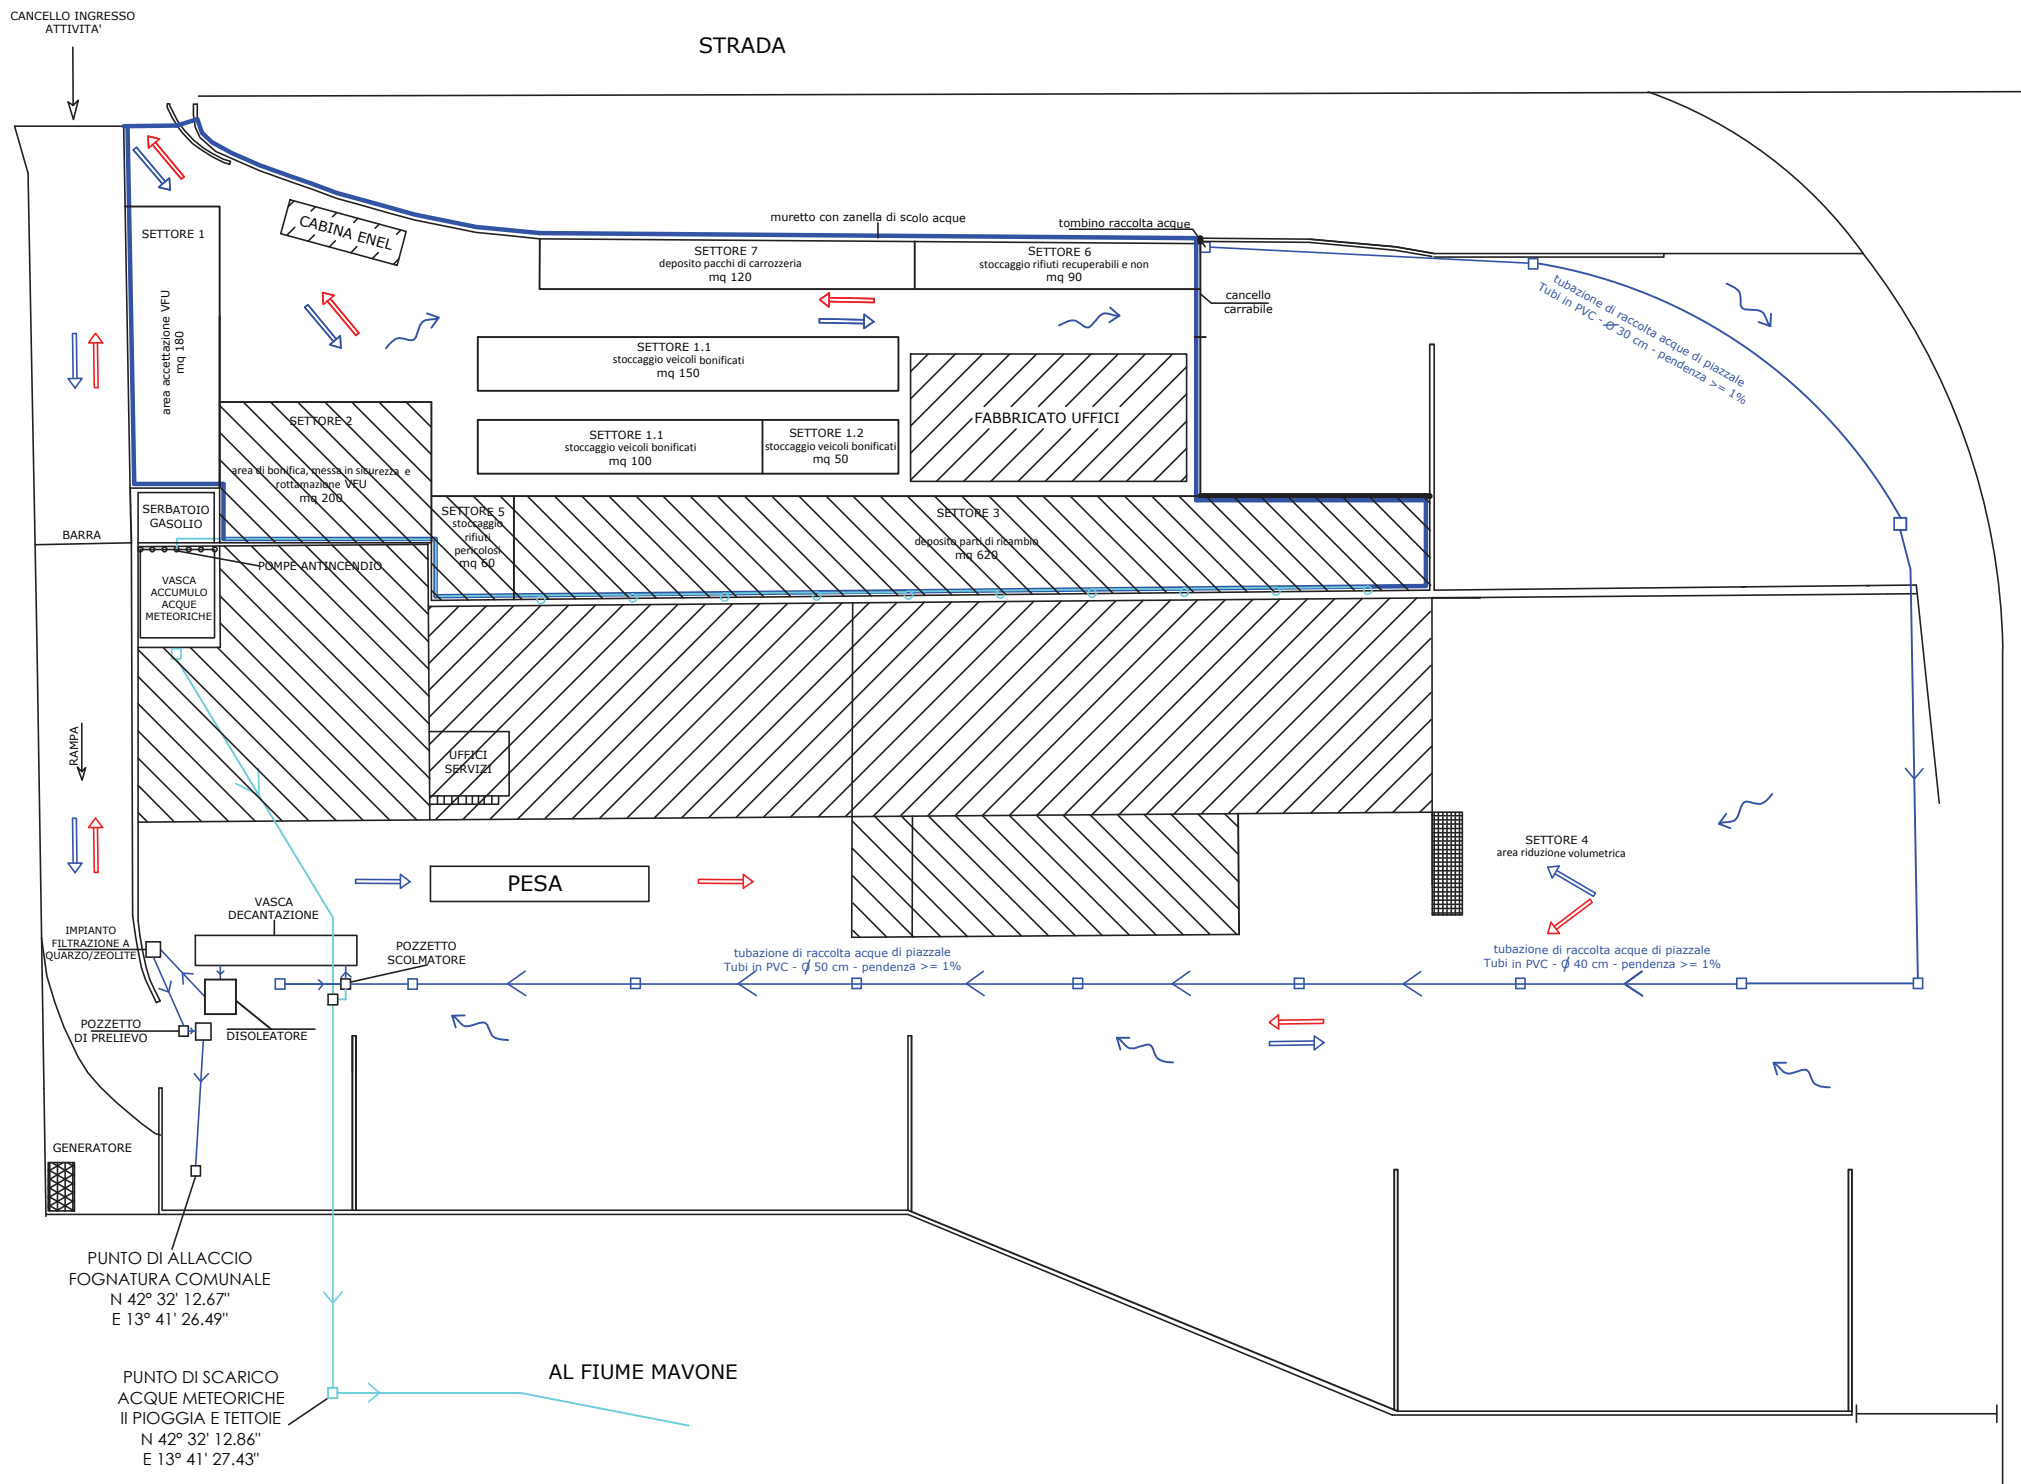 CANCELLO INGRESSO
ATTIVITA'
STRADA
SETTORE 1
area accettazione VFU
mq 180
CABINA ENEL
muretto con zanella di scolo acque
tombino raccolta acque
SETTORE 7
deposito pacchi di carrozzeria
mq 120
SETTORE 6
stoccaggio rifiuti recuperabili e non
mq 90
cancello
carrabile
tubazione di raccolta acque di piazzale
Tubi in PVC - Ø 30 cm - pendenza >= 1%
SETTORE 1.1
stoccaggio veicoli bonificati
mq 150
SETTORE 1.1
stoccaggio veicoli bonificati
mq 100
SETTORE 1.2
stoccaggio veicoli bonificati
mq 50
FABBRICATO UFFICI
SETTORE 2
area di bonifica, messa in sicurezza e
rottamazione VFU
mq 200
SERBATOIO
GASOLIO
SETTORE 5
stoccaggio
rifiuti
pericolosi
mq 60
SETTORE 3
deposito parti di ricambio
mq 620
BARRA
POMPE ANTINCENDIO
VASCA
ACCUMULO
ACQUE
METEORICHE
RAMPA
UFFICI
SERVIZI
SETTORE 4
area riduzione volumetrica
PESA
VASCA
DECANTAZIONE
IMPIANTO
FILTRAZIONE A
QUARZO/ZEOLITE
POZZETTO
SCOLMATORE
tubazione di raccolta acque di piazzale
Tubi in PVC - Ø 50 cm - pendenza >= 1%
tubazione di raccolta acque di piazzale
Tubi in PVC - Ø 40 cm - pendenza >= 1%
POZZETTO
DI PRELIEVO
DISOLEATORE
GENERATORE
PUNTO DI ALLACCIO
FOGNATURA COMUNALE
N 42° 32' 12.67"
E 13° 41' 26.49"
AL FIUME MAVONE
PUNTO DI SCARICO
ACQUE METEORICHE
II PIOGGIA E TETTOIE
N 42° 32' 12.86"
E 13° 41' 27.43"